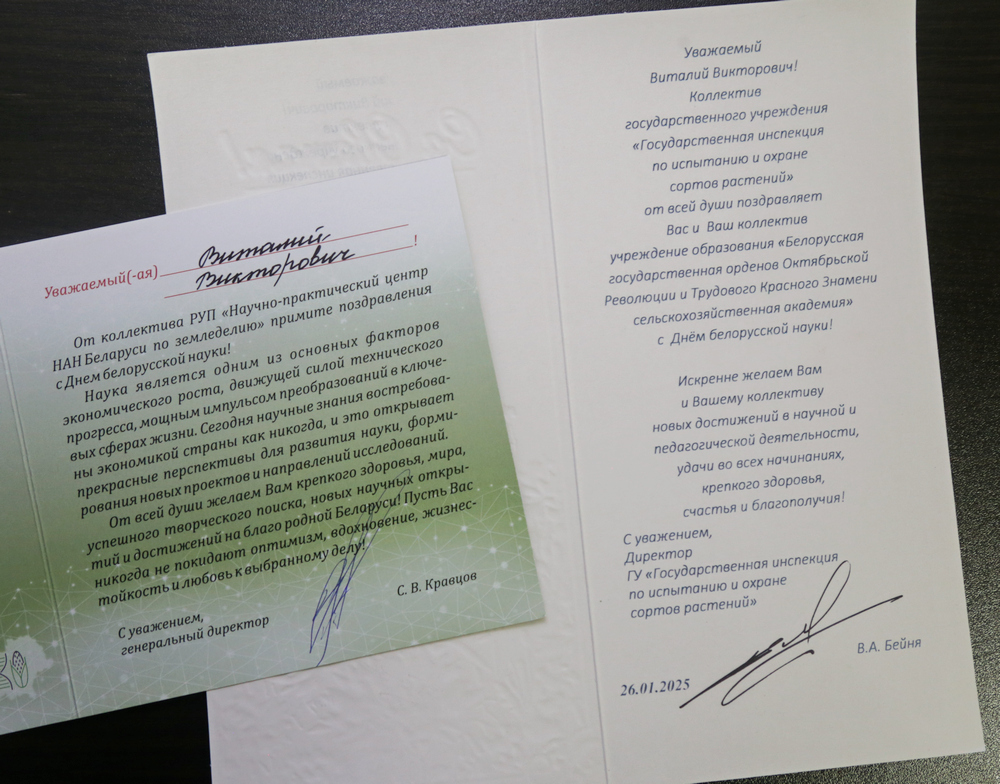 Уважаемый(-ая) Виталий
Викторович !
От коллектива РУП «Научно-практический центр
НАН Беларуси по земледелию» примите поздравления
с Днем белорусской науки!
Наука является одним из основных факторов
экономического роста, движущей силой технического
прогресса, мощным импульсом преобразований в ключе-
вых сферах жизни. Сегодня научные знания востребова-
ны экономикой страны как никогда, и это открывает
прекрасные перспективы для развития науки, форми-
рования новых проектов и направлений исследований.
От всей души желаем Вам крепкого здоровья, мира,
успешного творческого поиска, новых научных откры-
тий и достижений на благо родной Беларуси! Пусть Вас
никогда не покидают оптимизм, вдохновение, жизнес-
тойкость и любовь к выбранному делу!
С уважением,
генеральный директор
С. В. Кравцов
Уважаемый
Виталий Викторович!
Коллектив
государственного учреждения
«Государственная инспекция
по испытанию и охране
сортов растений»
от всей души поздравляет
Вас и Ваш коллектив
учреждение образования «Белорусская
государственная орденов Октябрьской
Революции и Трудового Красного Знамени
сельскохозяйственная академия»
с Днём белорусской науки!
Искренне желаем Вам
и Вашему коллективу
новых достижений в научной и
педагогической деятельности,
удачи во всех начинаниях,
крепкого здоровья,
счастья и благополучия!
С уважением,
Директор
ГУ «Государственная инспекция
по испытанию и охране
сортов растений»
В.А. Бейня
26.01.2025